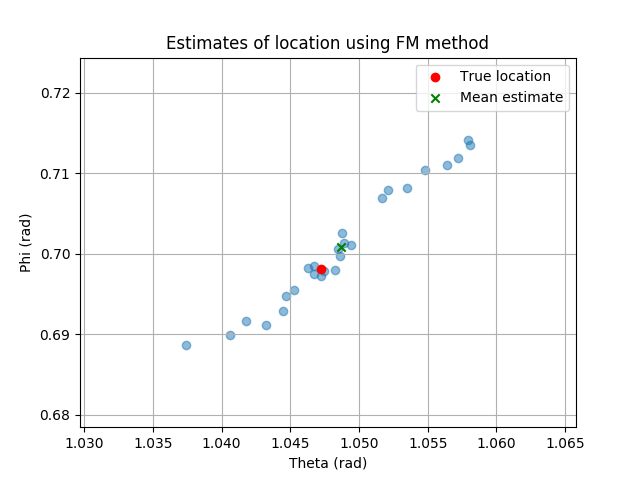 Estimates of location using FM method
True location
Mean estimate
0.72
0.71
0.70
0.69
0.68
Phi (rad)
1.030 1.035 1.040 1.045 1.050 1.055 1.060 1.065
Theta (rad)